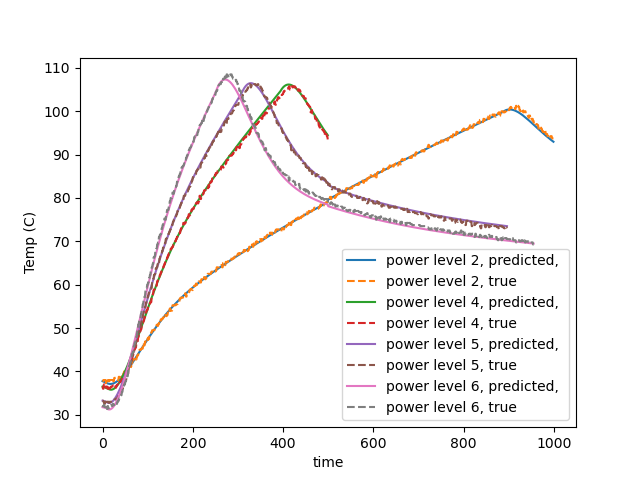 110
100
90
80
70
60
50
40
30
Temp (C)
0
200
400
600
800
1000
time
power level 2, predicted,
power level 2, true
power level 4, predicted,
power level 4, true
power level 5, predicted,
power level 5, true
power level 6, predicted,
power level 6, true